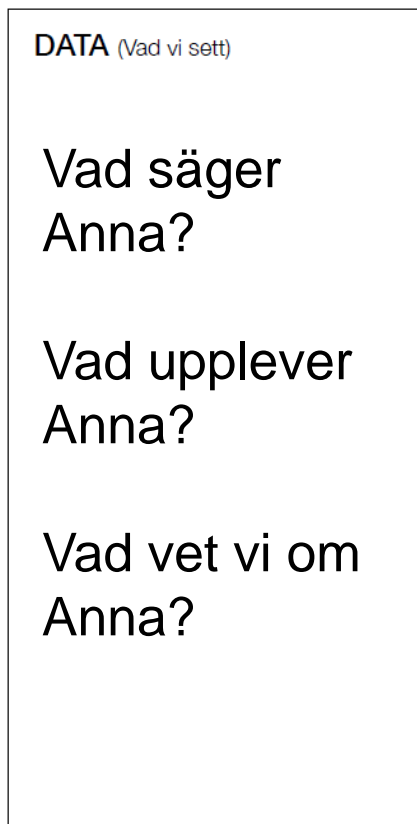 DATA (Vad vi sett)
Vad säger
Anna?
Vad upplever
Anna?
Vad vet vi om
Anna?